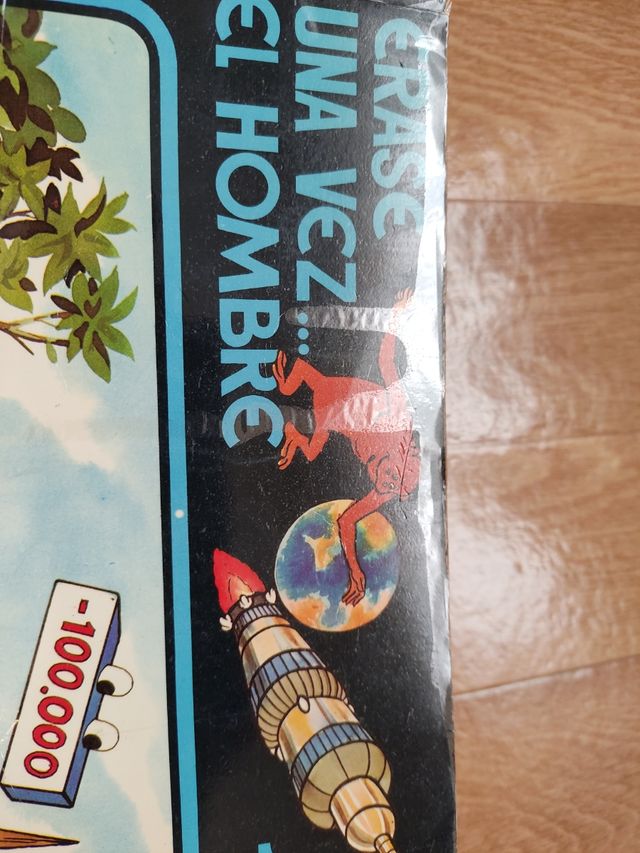 ERASE
UNA VEZ...
EL HOMBRE
-100.000